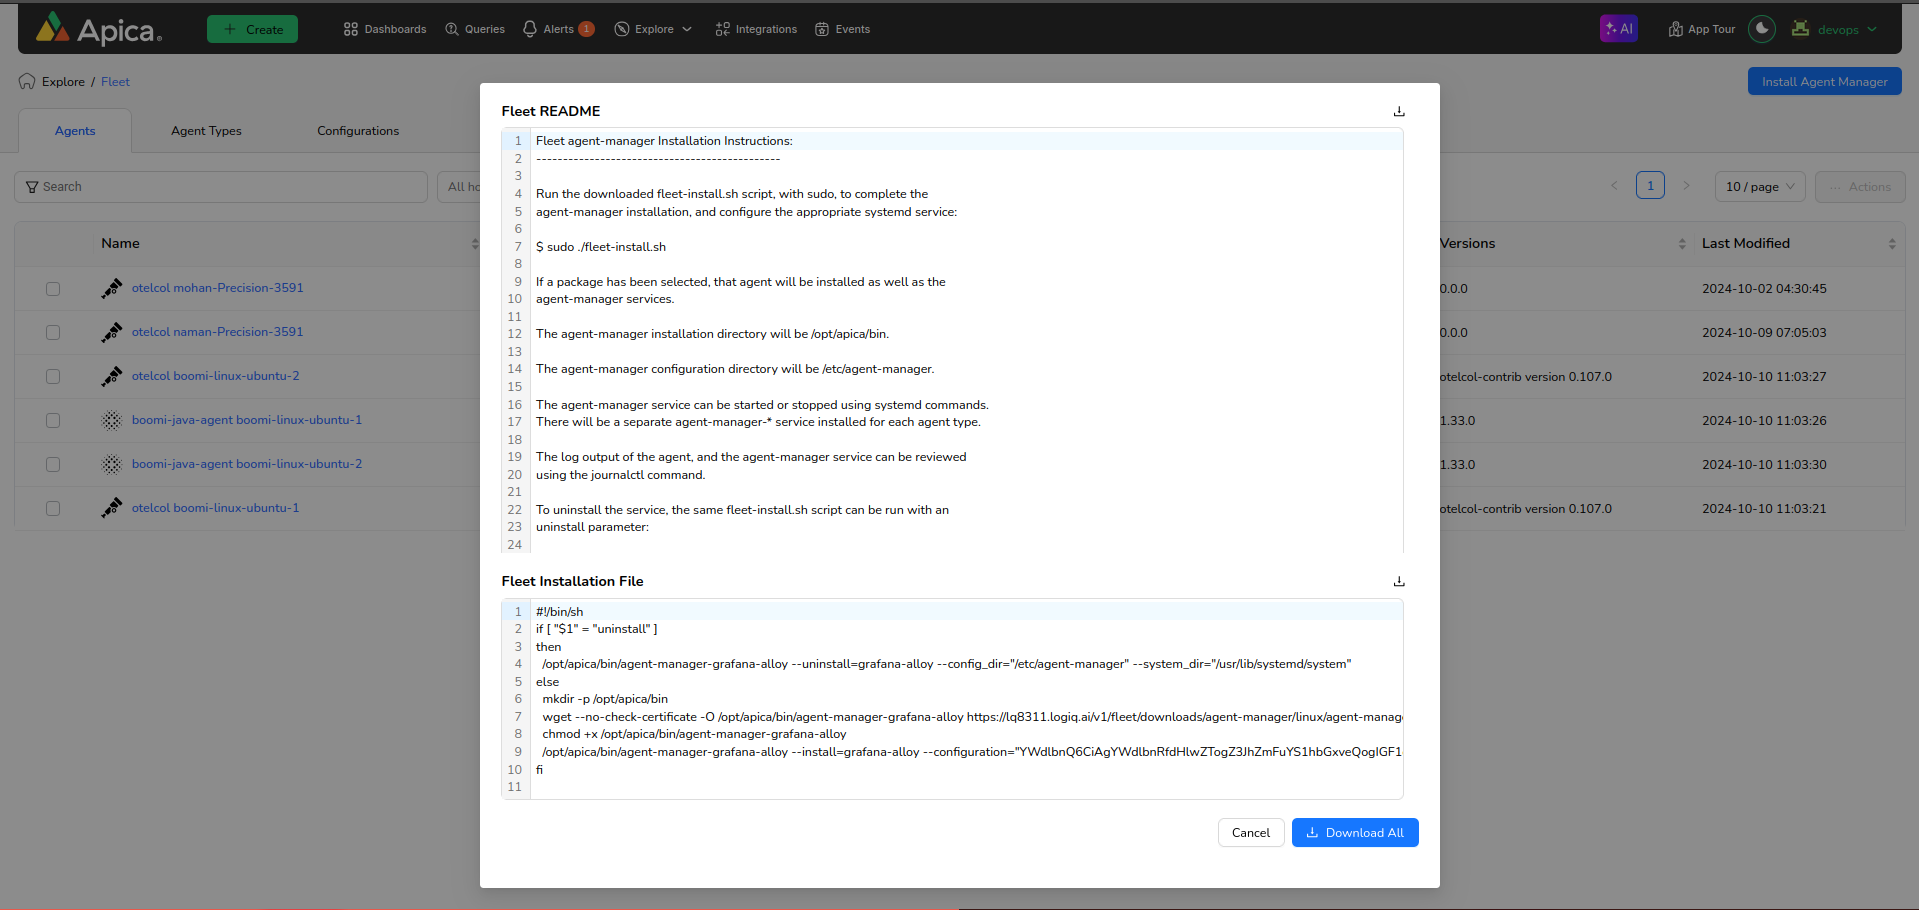 Apica.
Create
Dashboards
Queries
Alerts 1
Explore
Integrations
Events
AI
App Tour
devops
Explore / Fleet
Install Agent Manager
Agents
Agent Types
Configurations
Search
All ho
1
10 / page
Actions
Name
Versions
Last Modified
otelcol mohan-Precision-3591
0.0.0
2024-10-02 04:30:45
otelcol naman-Precision-3591
0.0.0
2024-10-09 07:05:03
otelcol boomi-linux-ubuntu-2
otelcol-contrib version 0.107.0
2024-10-10 11:03:27
boomi-java-agent boomi-linux-ubuntu-1
1.33.0
2024-10-10 11:03:26
boomi-java-agent boomi-linux-ubuntu-2
1.33.0
2024-10-10 11:03:30
otelcol boomi-linux-ubuntu-1
otelcol-contrib version 0.107.0
2024-10-10 11:03:21
Fleet README
1 Fleet agent-manager Installation Instructions:
2 ----------------------------------------------
3
4 Run the downloaded fleet-install.sh script, with sudo, to complete the
5 agent-manager installation, and configure the appropriate systemd service:
6
7 $ sudo ./fleet-install.sh
8
9 If a package has been selected, that agent will be installed as well as the
10 agent-manager services.
11
12 The agent-manager installation directory will be /opt/apica/bin.
13
14 The agent-manager configuration directory will be /etc/agent-manager.
15
16 The agent-manager service can be started or stopped using systemd commands.
17 There will be a separate agent-manager-* service installed for each agent type.
18
19 The log output of the agent, and the agent-manager service can be reviewed
20 using the journalctl command.
21
22 To uninstall the service, the same fleet-install.sh script can be run with an
23 uninstall parameter:
24
Fleet Installation File
1 #!/bin/sh
2 if [ "$1" = "uninstall" ]
3 then
4 /opt/apica/bin/agent-manager-grafana-alloy --uninstall=grafana-alloy --config_dir="/etc/agent-manager" --system_dir="/usr/lib/systemd/system"
5 else
6 mkdir -p /opt/apica/bin
7 wget --no-check-certificate -O /opt/apica/bin/agent-manager-grafana-alloy https://lq8311.logiq.ai/v1/fleet/downloads/agent-manager/linux/agent-manag
8 chmod +x /opt/apica/bin/agent-manager-grafana-alloy
9 /opt/apica/bin/agent-manager-grafana-alloy --install=grafana-alloy --configuration="YWdlbnQ6CiAgYWdlbnRfdHlwZTogZ3JhZmFuYS1hbGxveQogIGF1
10 fi
11
Cancel
Download All